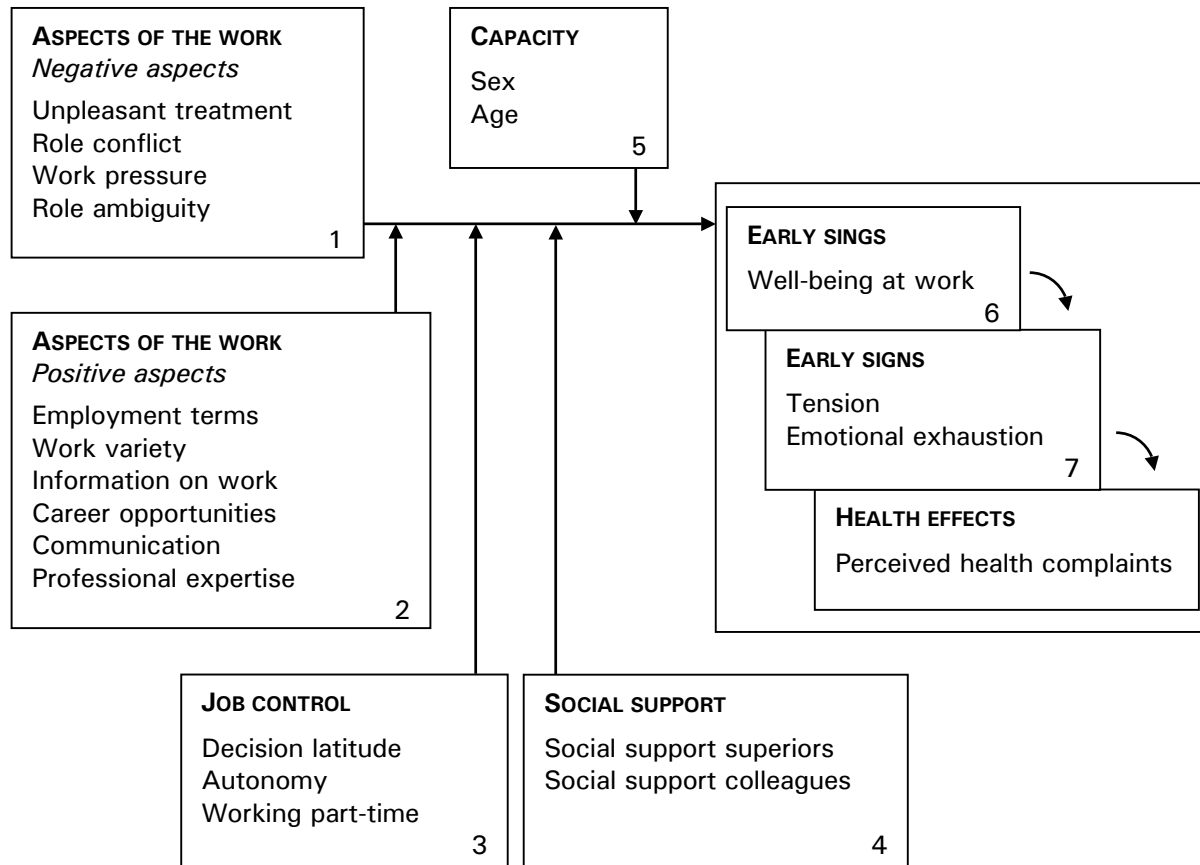 ASPECTS OF THE WORK
Negative aspects
Unpleasant treatment
Role conflict
Work pressure
Role ambiguity
1
CAPACITY
Sex
Age
5
ASPECTS OF THE WORK
Positive aspects
Employment terms
Work variety
Information on work
Career opportunities
Communication
Professional expertise
2
JOB CONTROL
Decision latitude
Autonomy
Working part-time
3
SOCIAL SUPPORT
Social support superiors
Social support colleagues
4
EARLY SINGS
Well-being at work
6
EARLY SIGNS
Tension
Emotional exhaustion
7
HEALTH EFFECTS
Perceived health complaints